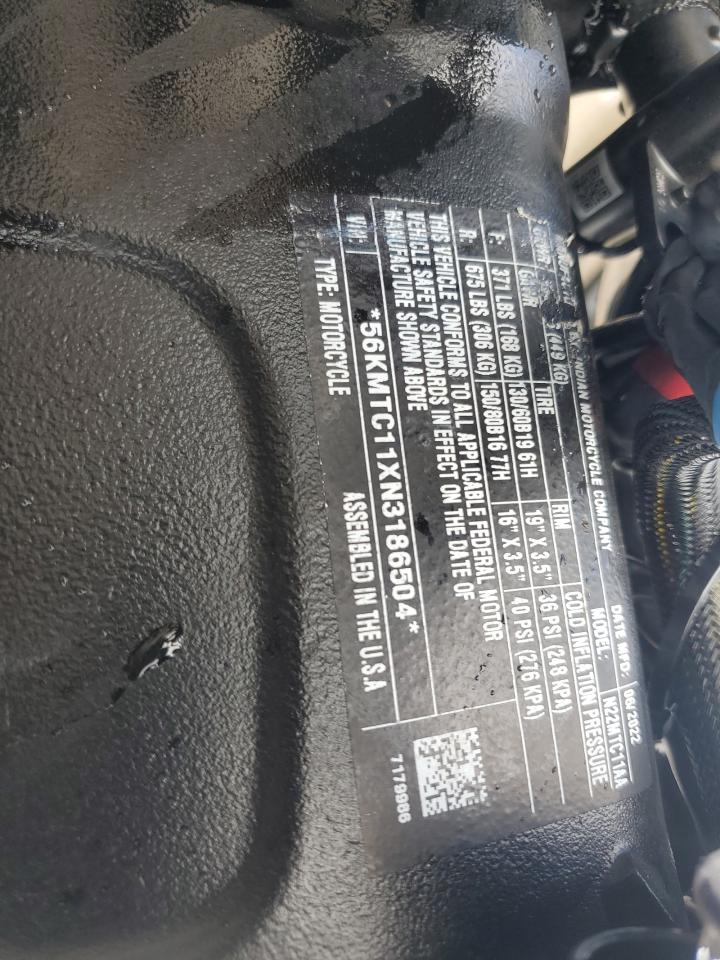 INDIAN MOTORCYCLE COMPANY DATE MFD: 06/2022
MODEL: N22MTC11AA
(419 KG) TIRE RIM COLD INFLATION PRESSURE
F: 371 LBS (169 KG) 130/60B19 61H 19" X 3.5" 36 PSI (248 KPA)
R: 675 LBS (306 KG) 150/80B16 77H 16" X 3.5" 40 PSI (276 KPA)
THIS VEHICLE CONFORMS TO ALL APPLICABLE FEDERAL MOTOR
VEHICLE SAFETY STANDARDS IN EFFECT ON THE DATE OF
MANUFACTURE SHOWN ABOVE
VIN: *56KMTC11XN3186504*
TYPE: MOTORCYCLE ASSEMBLED IN THE U.S.A
7179986